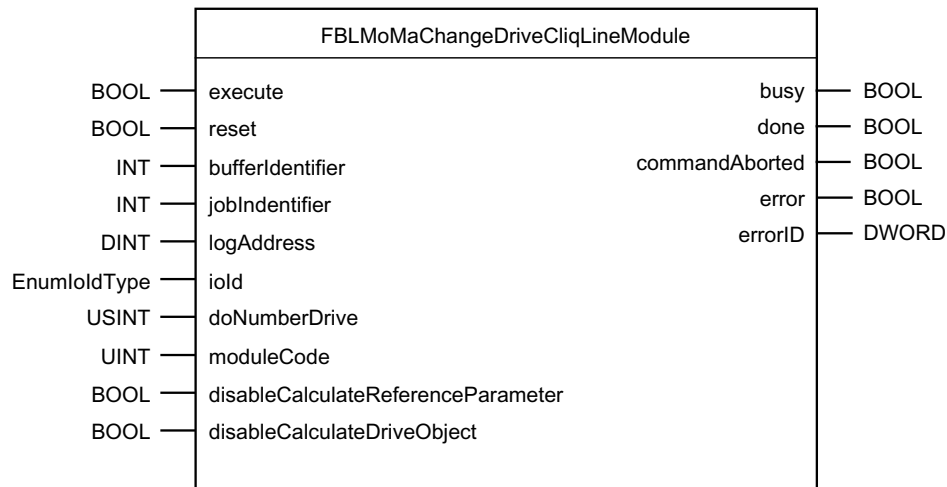 FBLMoMaChangeDriveCliqLineModule
BOOL execute busy BOOL
BOOL reset done BOOL
INT bufferIdentifier commandAborted BOOL
INT jobIndentifier error BOOL
DINT logAddress errorID DWORD
EnumIoIdType ioId
USINT doNumberDrive
UINT moduleCode
BOOL disableCalculateReferenceParameter
BOOL disableCalculateDriveObject